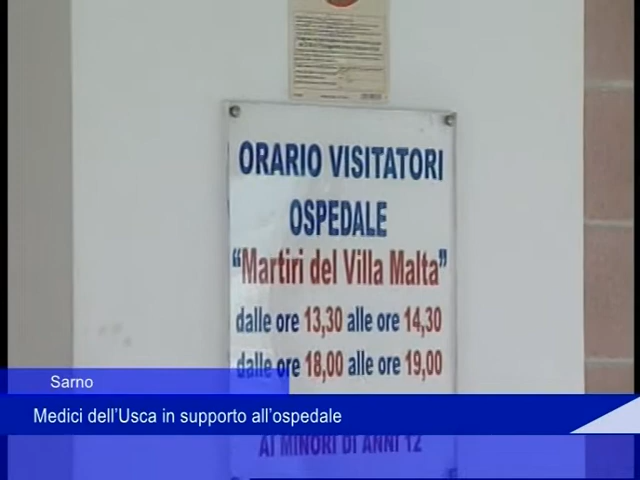 ORARIO VISITATORI
OSPEDALE
“Martiri del Villa Malta”
dalle ore 13,30 alle ore 14,30
dalle ore 18,00 alle ore 19,00
Sarno
Medici dell’Usca in supporto all’ospedale
AI MINORI DI ANNI 12